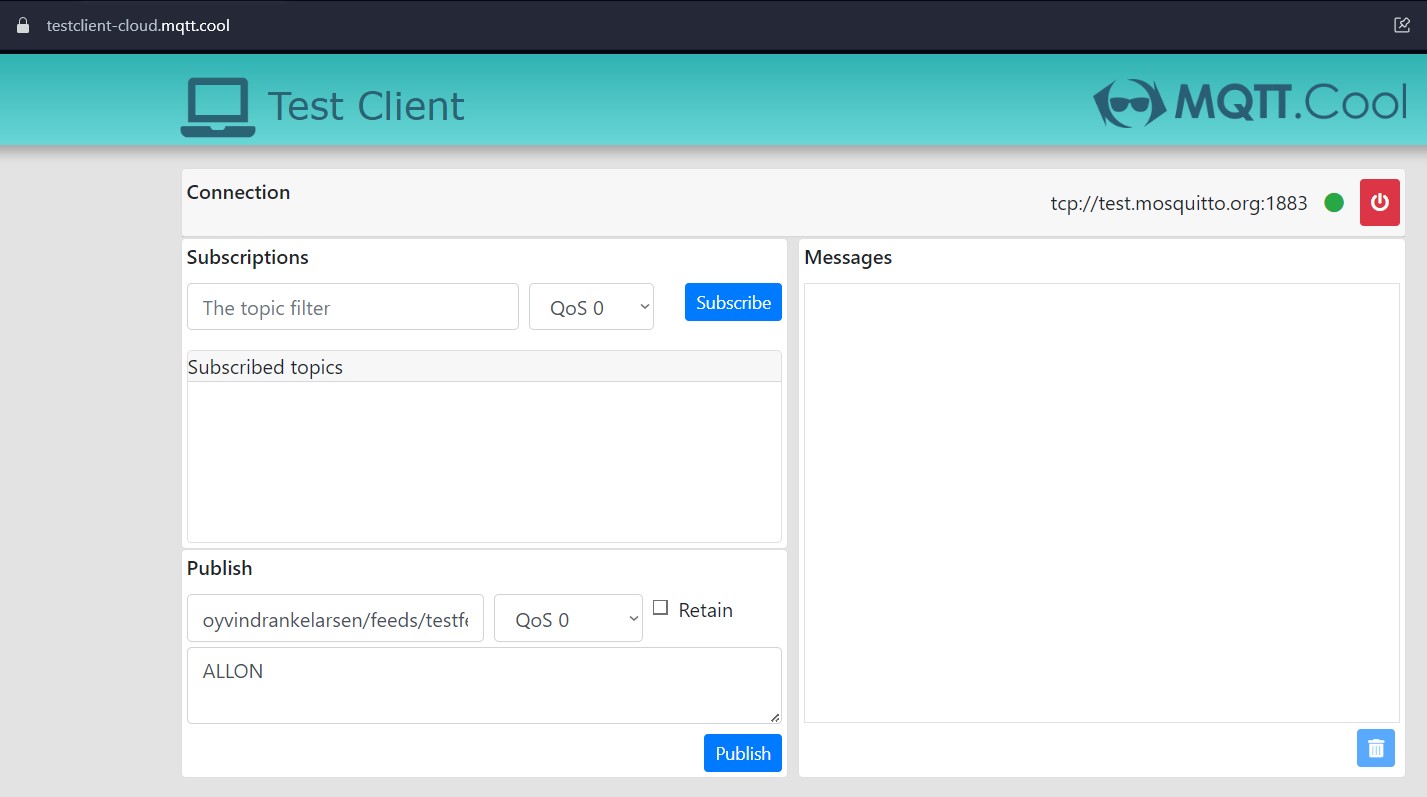 testclient-cloud.mqtt.cool
Test Client
MQTT.Cool
Connection
tcp://test.mosquitto.org:1883
Subscriptions
The topic filter
QoS 0
Subscribe
Subscribed topics
Messages
Publish
oyvindrankelarsen/feeds/testfe
QoS 0
Retain
ALLON
Publish